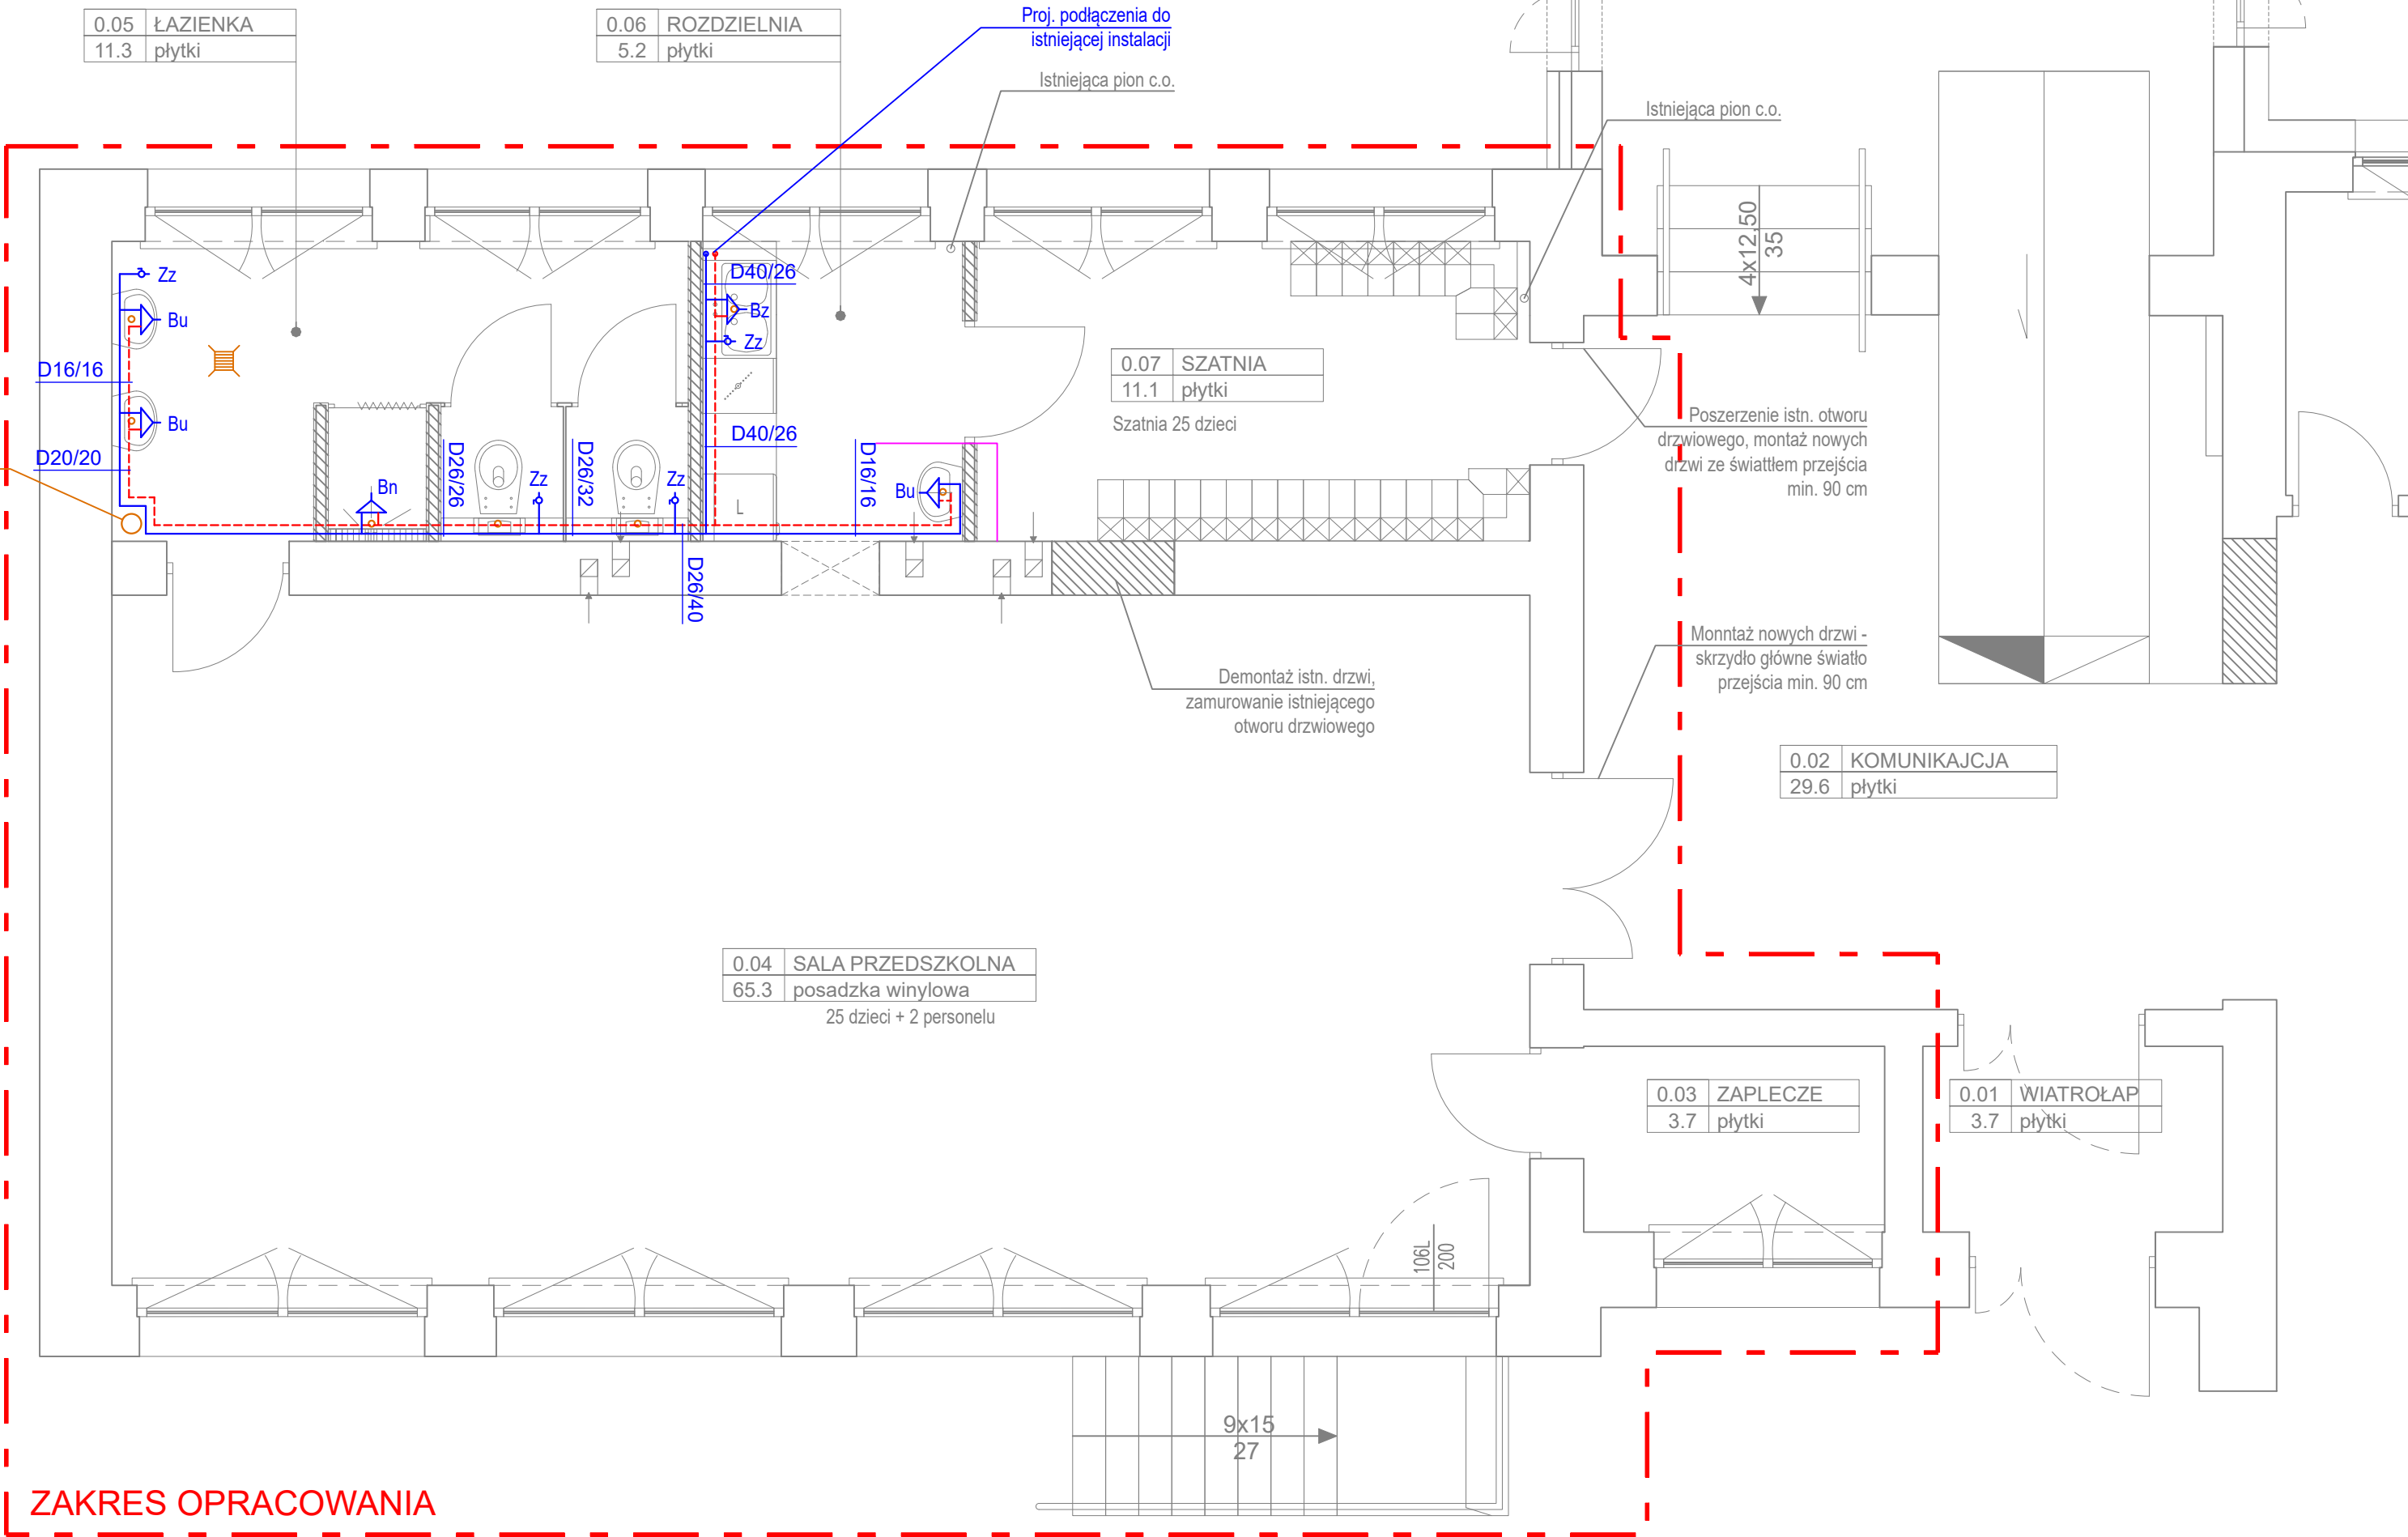 0.05 ŁAZIENKA
11.3 płytki
0.06 ROZDZIELNIA
5.2 płytki
Proj. podłączenia do
istniejącej instalacji
Istniejąca pion c.o.
Istniejąca pion c.o.
4x12,50
35
Zz
Bu
D16/16
Bu
D20/20
Bn
D26/26
Zz
D26/32
Zz
D26/40
D40/26
Bz
Zz
D40/26
L
D16/16
Bu
0.07 SZATNIA
11.1 płytki
Szatnia 25 dzieci
Poszerzenie istn. otworu
drzwiowego, montaż nowych
drzwi ze świattłem przejścia
min. 90 cm
Monntaż nowych drzwi -
skrzydło główne światło
przejścia min. 90 cm
Demontaż istn. drzwi,
zamurowanie istniejącego
otworu drzwiowego
0.02 KOMUNIKAJCJA
29.6 płytki
0.04 SALA PRZEDSZKOLNA
65.3 posadzka winylowa
25 dzieci + 2 personelu
0.03 ZAPLECZE
3.7 płytki
0.01 WIATROŁAP
3.7 płytki
106L
200
9x15
27
ZAKRES OPRACOWANIA